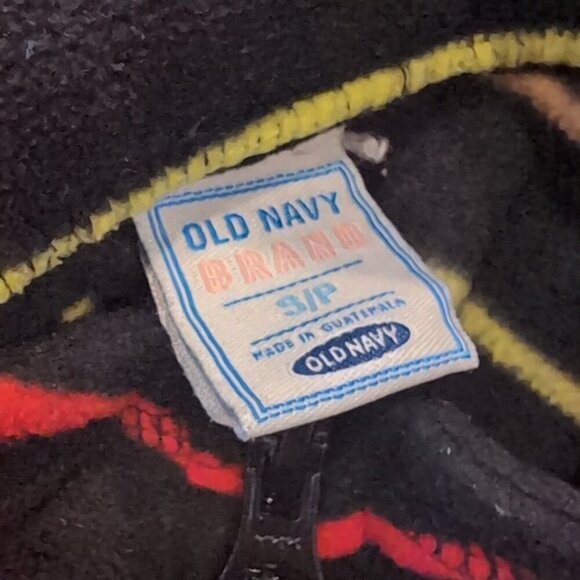 OLD NAVY
BRAND
S/P
MADE IN GUATEMALA
OLD NAVY